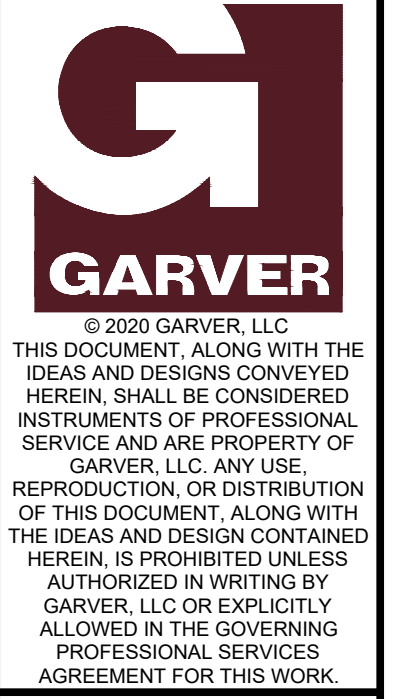 GARVER
© 2020 GARVER, LLC
THIS DOCUMENT, ALONG WITH THE
IDEAS AND DESIGNS CONVEYED
HEREIN, SHALL BE CONSIDERED
INSTRUMENTS OF PROFESSIONAL
SERVICE AND ARE PROPERTY OF
GARVER, LLC. ANY USE,
REPRODUCTION, OR DISTRIBUTION
OF THIS DOCUMENT, ALONG WITH
THE IDEAS AND DESIGN CONTAINED
HEREIN, IS PROHIBITED UNLESS
AUTHORIZED IN WRITING BY
GARVER, LLC OR EXPLICITLY
ALLOWED IN THE GOVERNING
PROFESSIONAL SERVICES
AGREEMENT FOR THIS WORK.